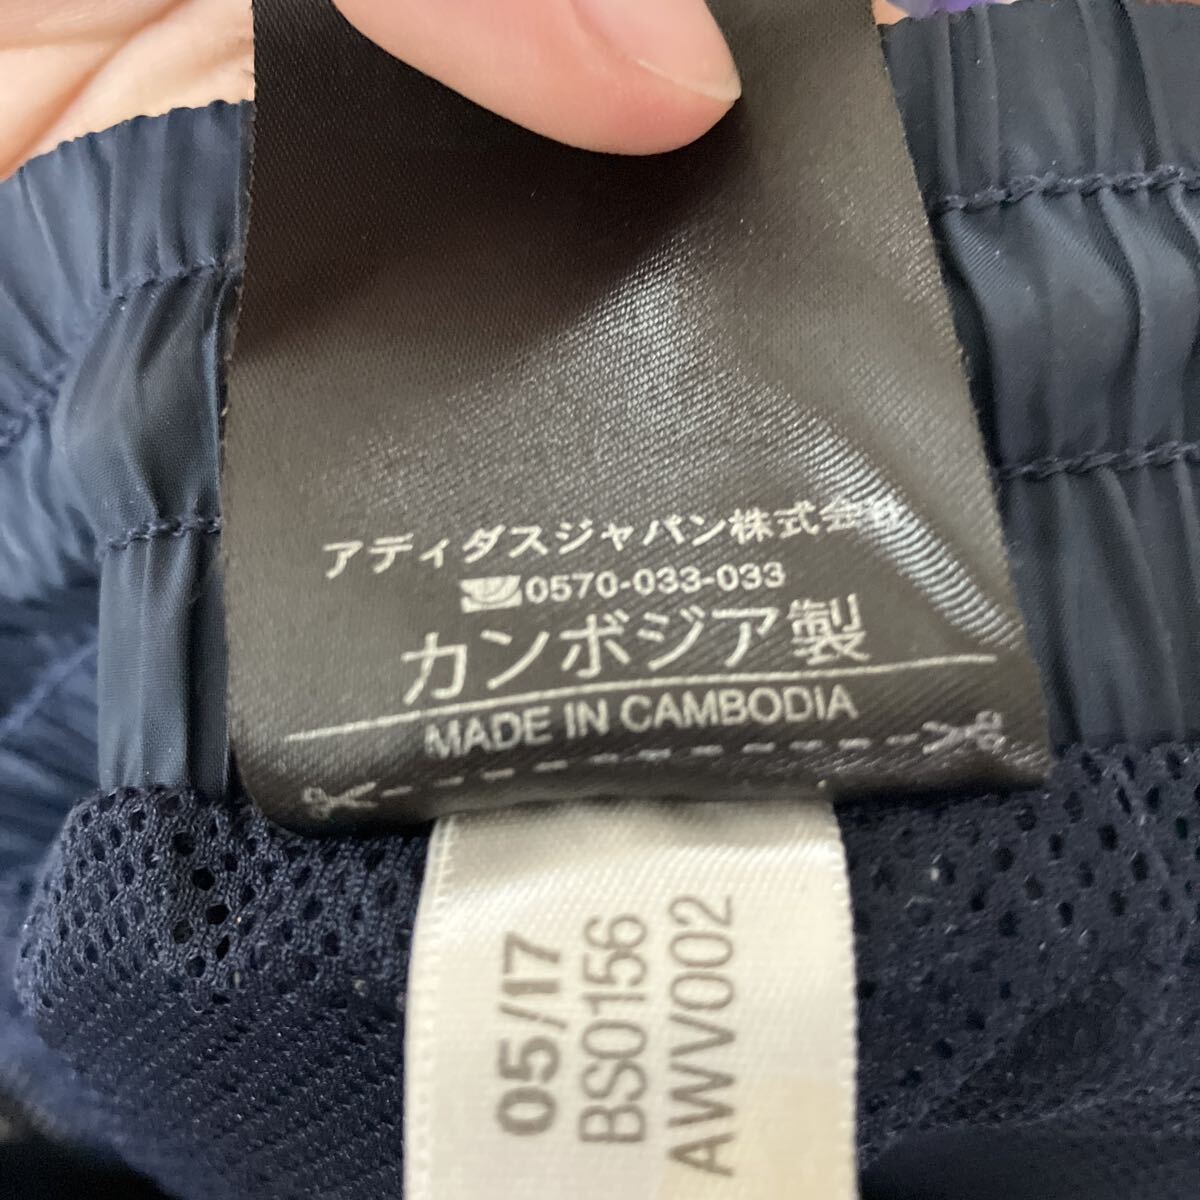 アディダスジャパン株式会社
0570-033-033
カンボジア製
MADE IN CAMBODIA
05/17
BS0156
AWV002